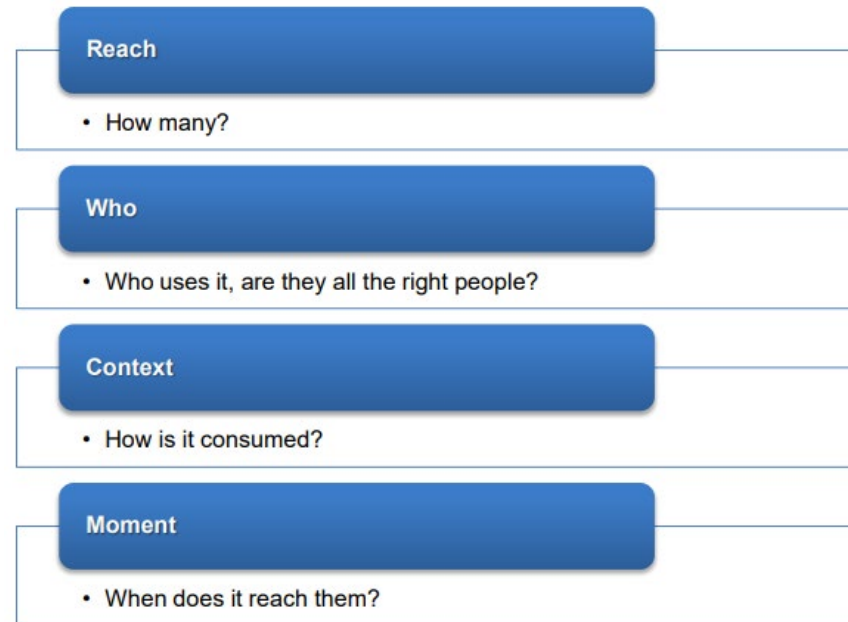 Reach
• How many?
Who
• Who uses it, are they all the right people?
Context
• How is it consumed?
Moment
• When does it reach them?